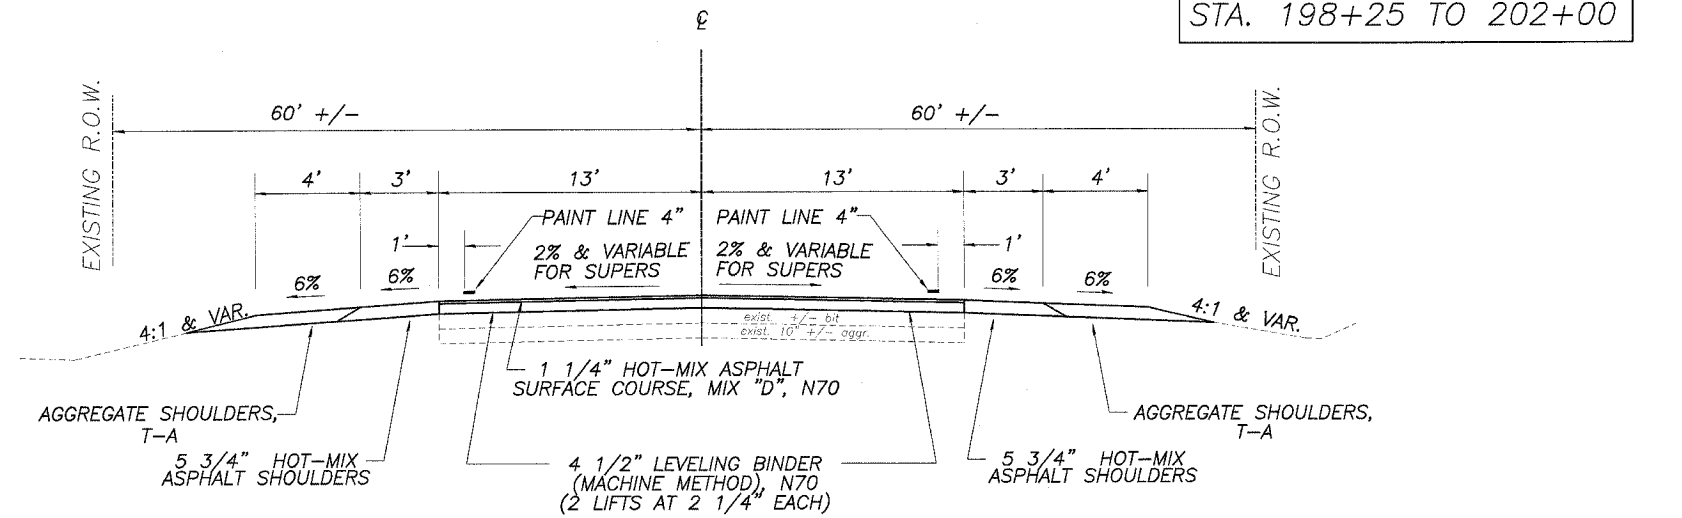 ℄
STA. 198+25 TO 202+00
EXISTING R.O.W.
60' +/-
60' +/-
EXISTING R.O.W.
4'
3'
13'
13'
3'
4'
PAINT LINE 4"
PAINT LINE 4"
1'
2% & VARIABLE
FOR SUPERS
2% & VARIABLE
FOR SUPERS
1'
6%
6%
6%
6%
4:1 & VAR.
4:1 & VAR.
exist. +/- bit
exist. 10" +/- aggr.
1 1/4" HOT-MIX ASPHALT
SURFACE COURSE, MIX "D", N70
AGGREGATE SHOULDERS,
T-A
AGGREGATE SHOULDERS,
T-A
5 3/4" HOT-MIX
ASPHALT SHOULDERS
4 1/2" LEVELING BINDER
(MACHINE METHOD), N70
(2 LIFTS AT 2 1/4" EACH)
5 3/4" HOT-MIX
ASPHALT SHOULDERS